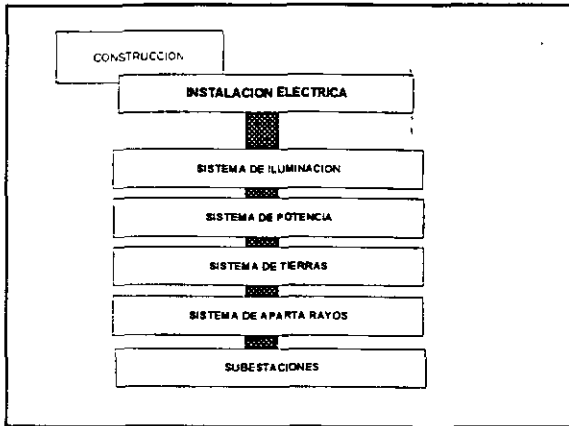 CONSTRUCCION
INSTALACION ELECTRICA
SISTEMA DE ILUMINACION
SISTEMA DE POTENCIA
SISTEMA DE TIERRAS
SISTEMA DE APARTA RAYOS
SUBESTACIONES